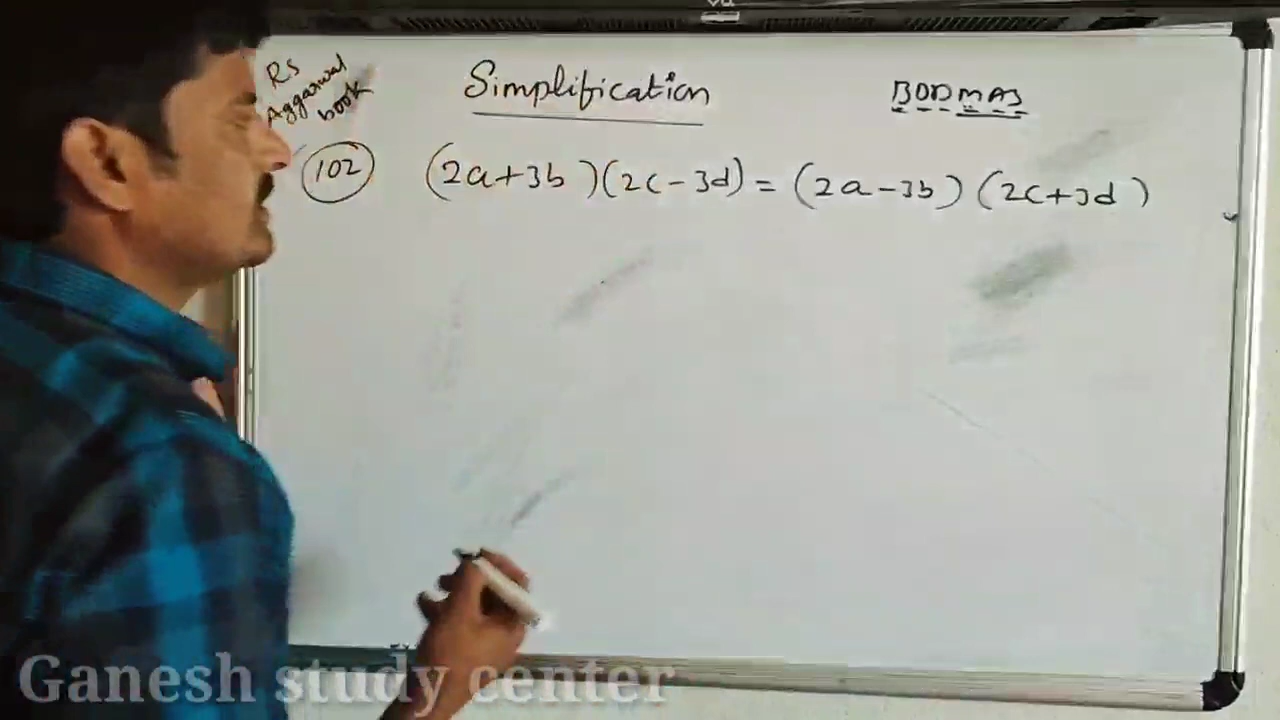 RS
Aggarwal
book
Simplification
BODMAS
102 (2a+3b)(2c-3d) = (2a-3b) (2c+3d)
Ganesh study center